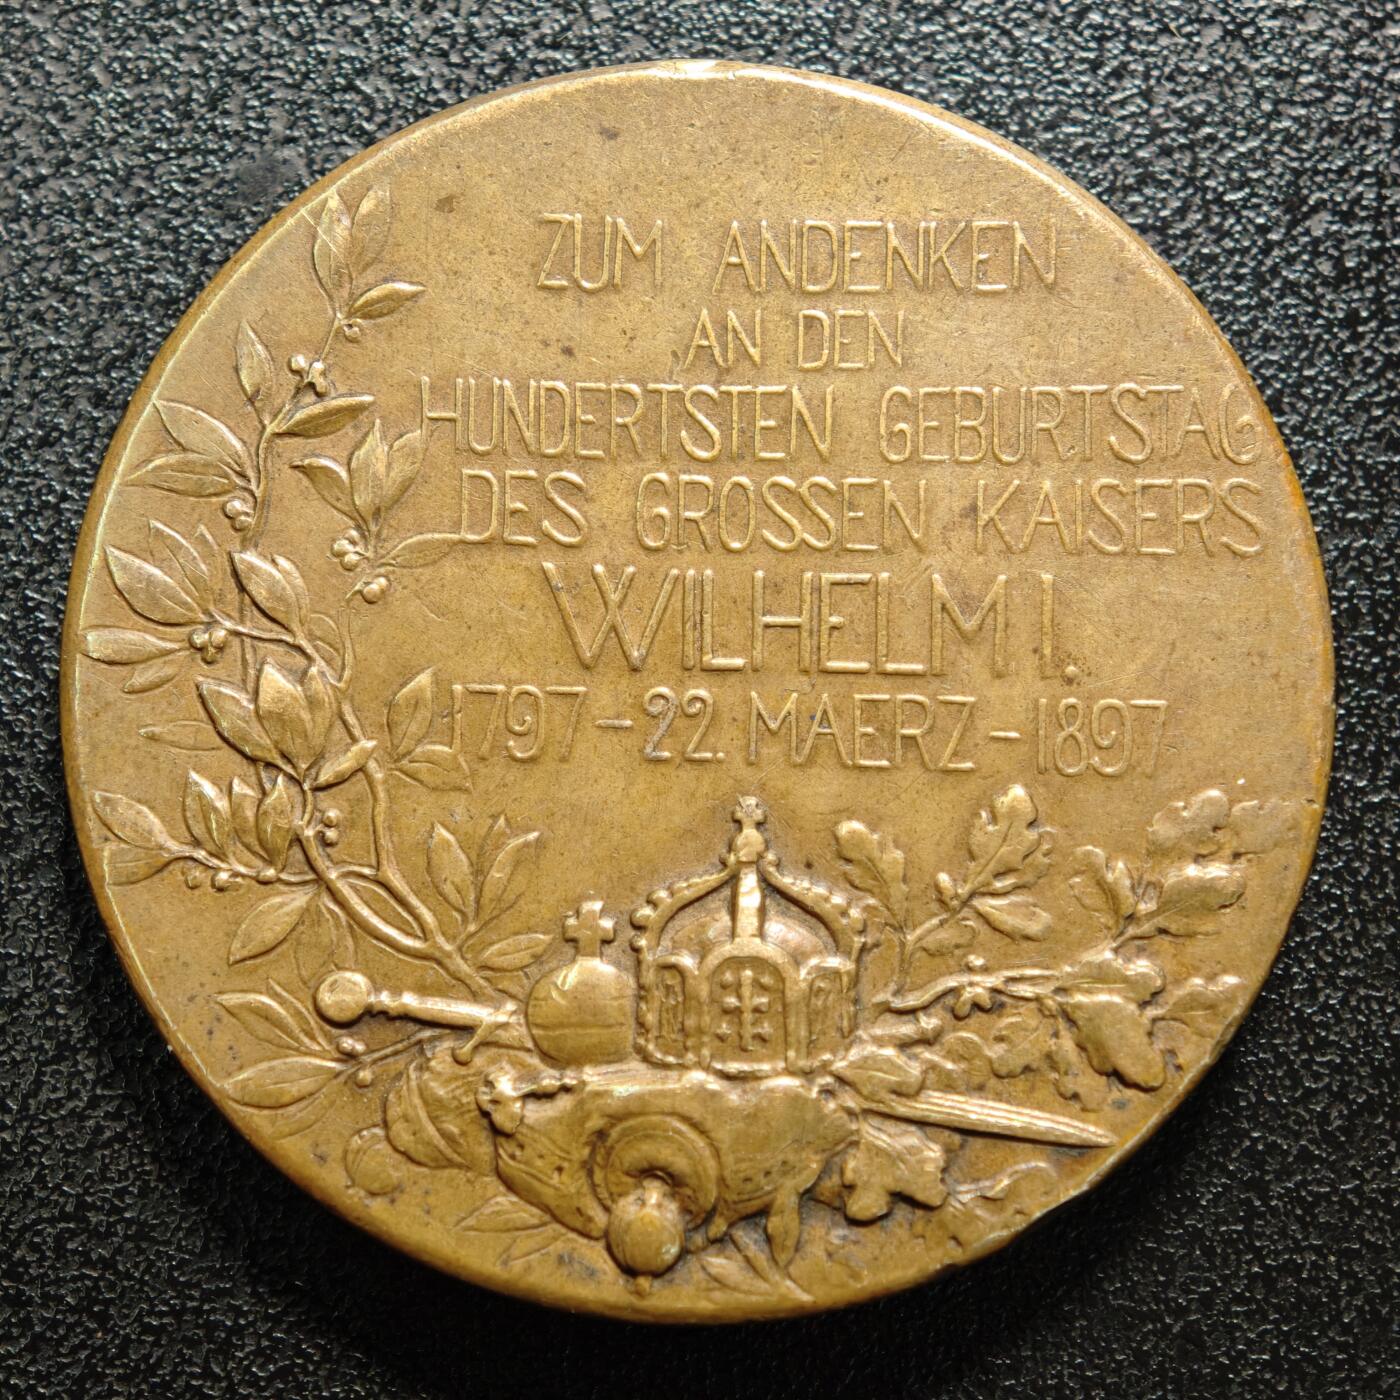 ZUM ANDENKEN
AN DEN
HUNDERTSTEN GEBURTSTAG
DES GROSSEN KAISERS
WILHELM I.
1797 - 22. MAERZ - 1897